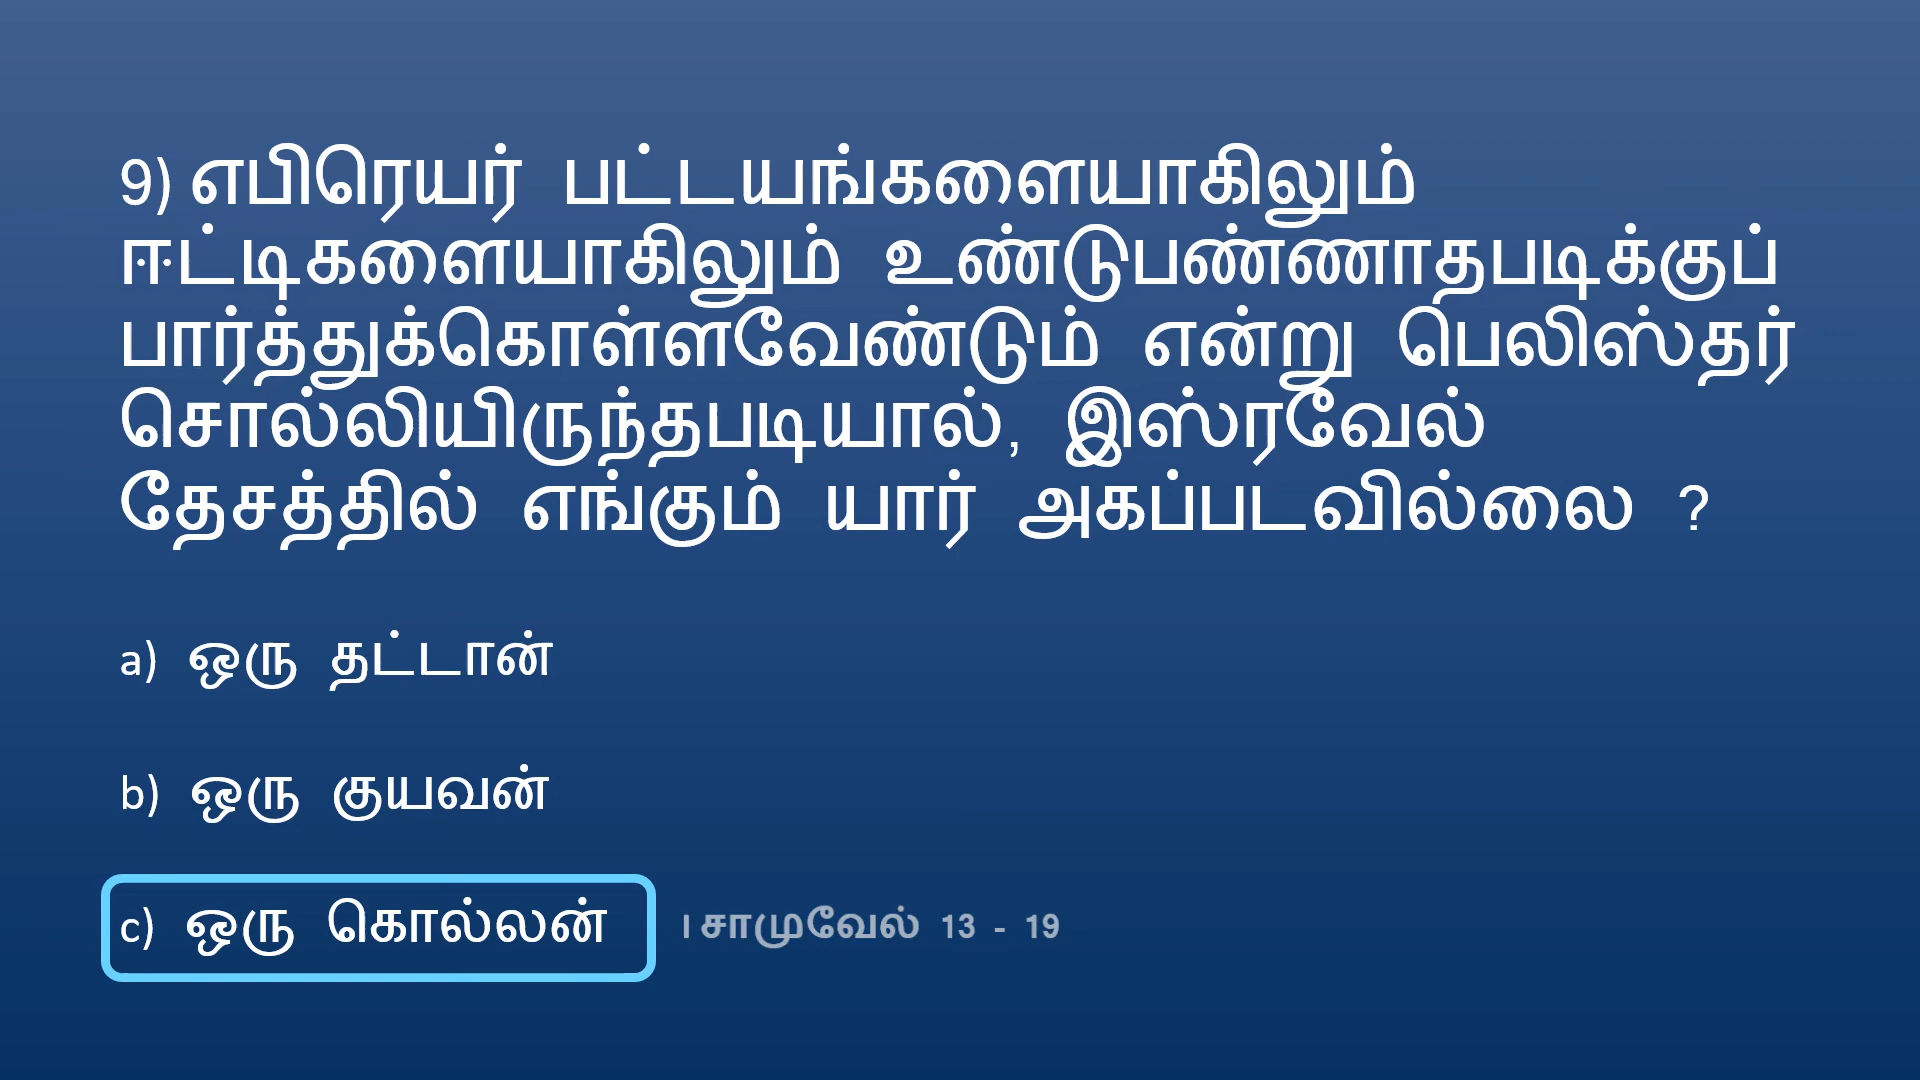 9) எபிரெயர் பட்டயங்களையாகிலும்
ஈட்டிகளையாகிலும் உண்டுபண்ணாதபடிக்குப்
பார்த்துக்கொள்ளவேண்டும் என்று பெலிஸ்தர்
சொல்லியிருந்தபடியால், இஸ்ரவேல்
தேசத்தில் எங்கும் யார் அகப்படவில்லை ?
a) ஒரு தட்டான்
b) ஒரு குயவன்
c) ஒரு கொல்லன் I சாமுவேல் 13 - 19